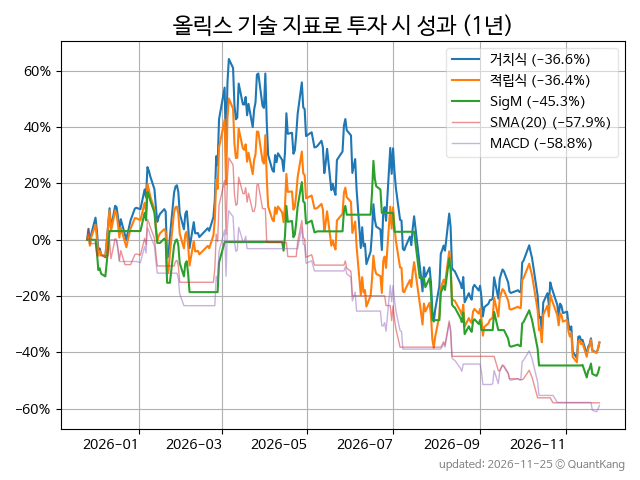 올릭스 기술 지표로 투자 시 성과 (1년)
거치식 (-36.6%)
적립식 (-36.4%)
SigM (-45.3%)
SMA(20) (-57.9%)
MACD (-58.8%)
60%
40%
20%
0%
-20%
-40%
-60%
2026-01 2026-03 2026-05 2026-07 2026-09 2026-11
updated: 2026-11-25 © QuantKang